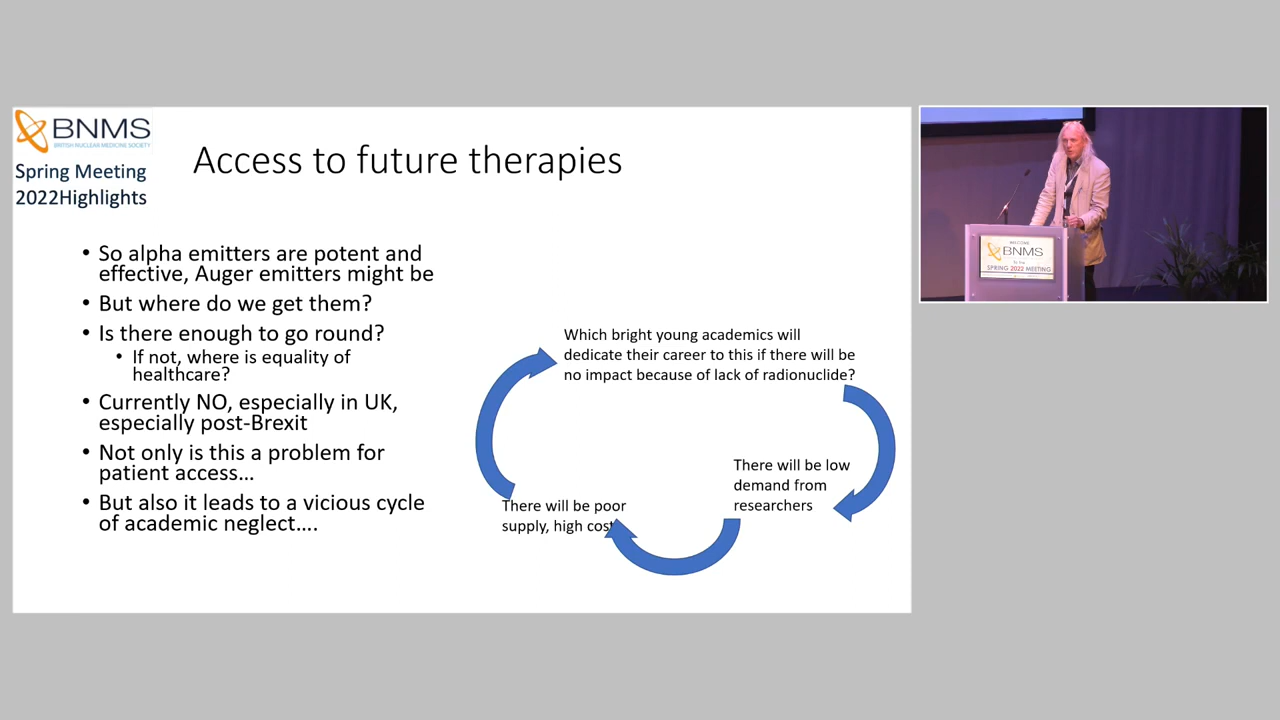 BNMS
BRITISH NUCLEAR MEDICINE SOCIETY
Spring Meeting
2022Highlights
Access to future therapies
• So alpha emitters are potent and
effective, Auger emitters might be
• But where do we get them?
• Is there enough to go round?
• If not, where is equality of
healthcare?
• Currently NO, especially in UK,
especially post-Brexit
• Not only is this a problem for
patient access...
• But also it leads to a vicious cycle
of academic neglect....
Which bright young academics will
dedicate their career to this if there will be
no impact because of lack of radionuclide?
There will be low
demand from
researchers
There will be poor
supply, high cost
WELCOME
BNMS
To the
SPRING 2022 MEETING